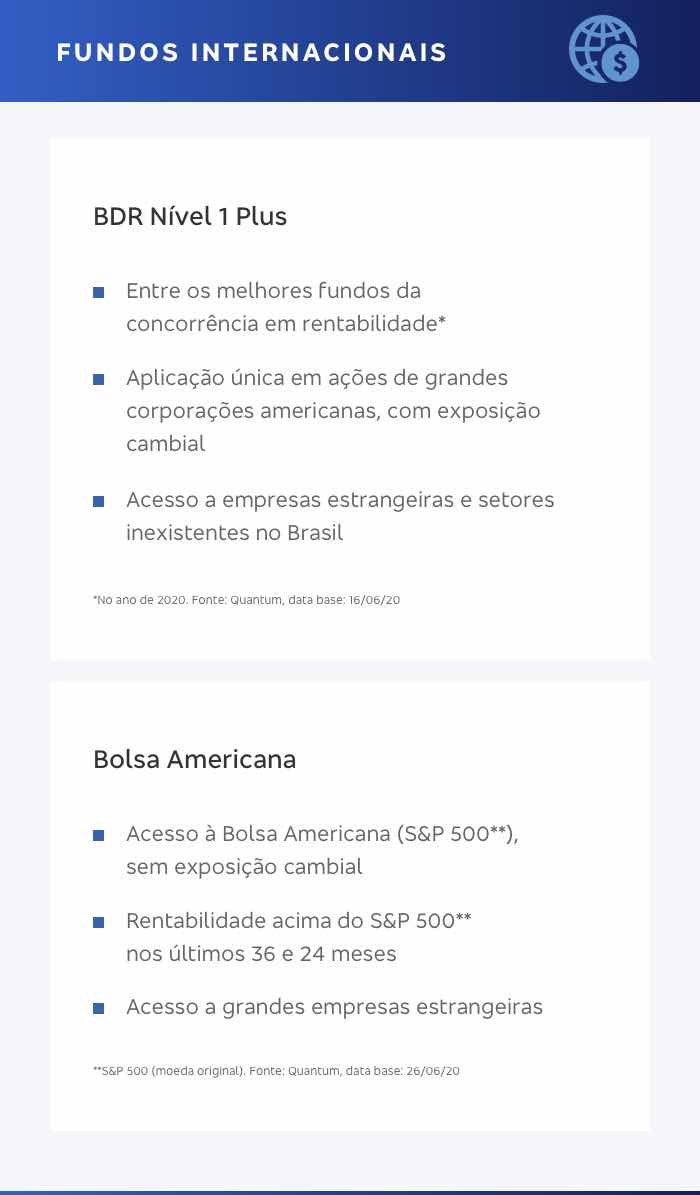 FUNDOS INTERNACIONAIS
$
BDR Nível 1 Plus
Entre os melhores fundos da
concorrência em rentabilidade*
Aplicação única em ações de grandes
corporações americanas, com exposição
cambial
Acesso a empresas estrangeiras e setores
inexistentes no Brasil
*No ano de 2020. Fonte: Quantum, data base: 16/06/20
Bolsa Americana
Acesso à Bolsa Americana (S&P 500**),
sem exposição cambial
Rentabilidade acima do S&P 500**
nos últimos 36 e 24 meses
Acesso a grandes empresas estrangeiras
**S&P 500 (moeda original). Fonte: Quantum, data base: 26/06/20